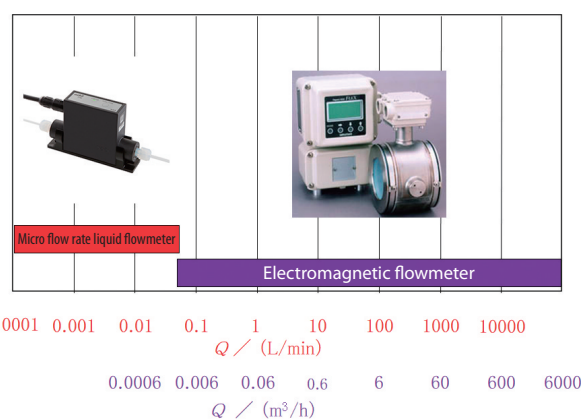 Micro flow rate liquid flowmeter
Electromagnetic flowmeter
0001 0.001 0.01 0.1 1 10 100 1000 10000
Q / (L/min)
0.0006 0.006 0.06 0.6 6 60 600 6000
Q / (m³/h)